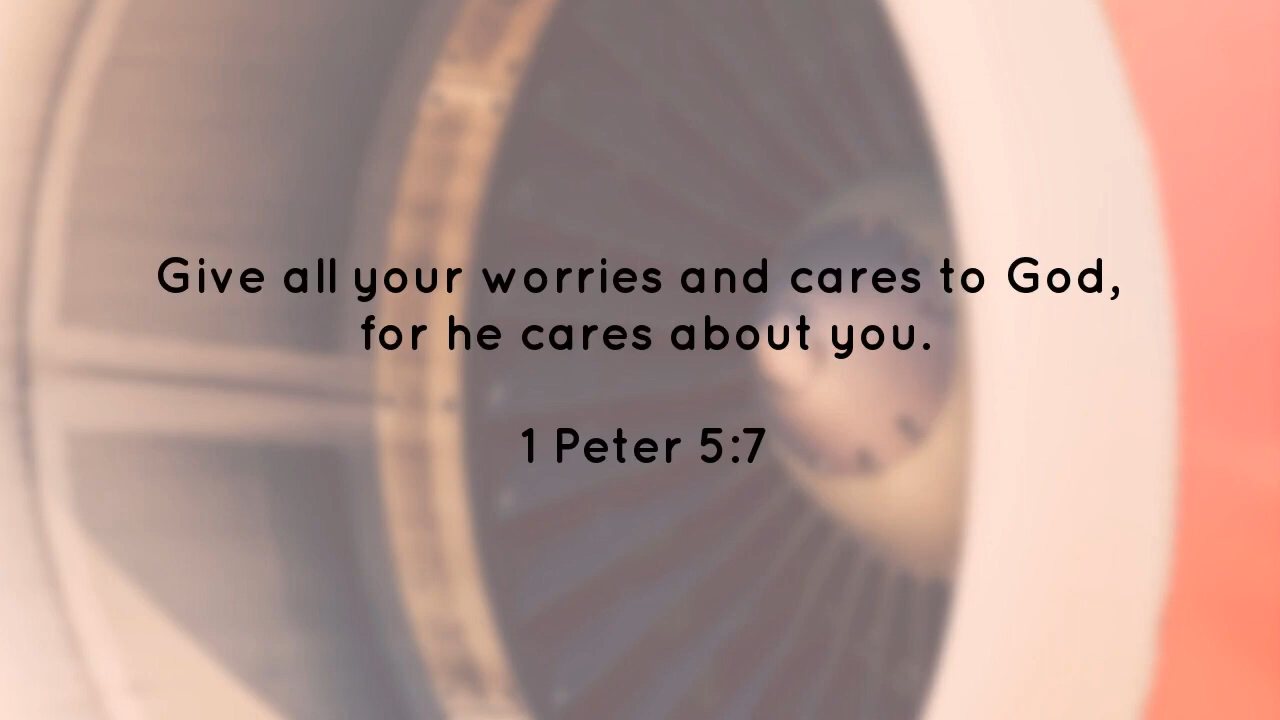 Give all your worries and cares to God,
for he cares about you.
1 Peter 5:7